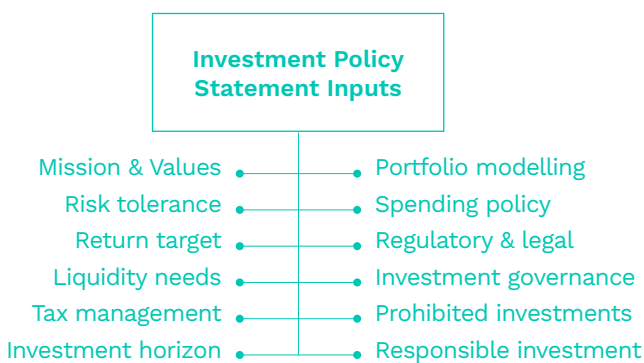 Investment Policy
Statement Inputs
Mission & Values
Portfolio modelling
Risk tolerance
Spending policy
Return target
Regulatory & legal
Liquidity needs
Investment governance
Tax management
Prohibited investments
Investment horizon
Responsible investment